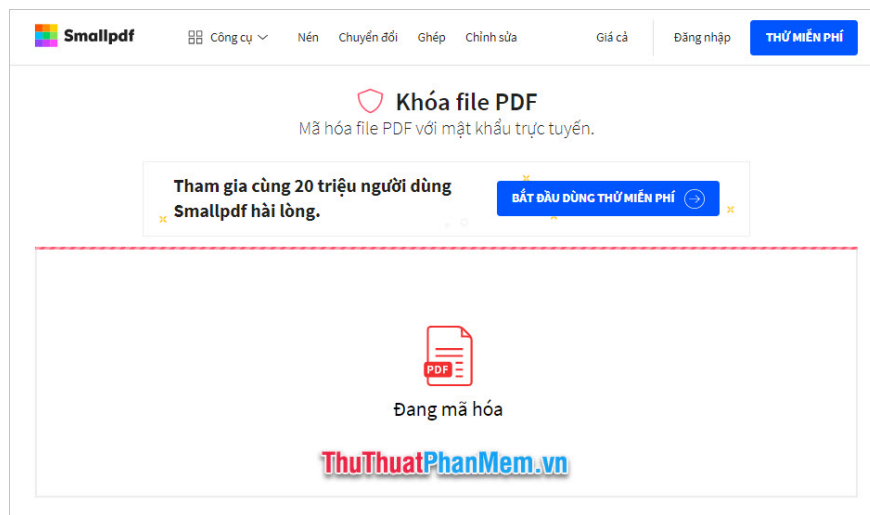 Smallpdf
Công cụ
Nén
Chuyển đổi
Ghép
Chỉnh sửa
Giá cả
Đăng nhập
THỬ MIỄN PHÍ
Khóa file PDF
Mã hóa file PDF với mật khẩu trực tuyến.
Tham gia cùng 20 triệu người dùng
Smallpdf hài lòng.
BẮT ĐẦU DÙNG THỬ MIỄN PHÍ
PDF
Đang mã hóa
ThuThuatPhanMem.vn